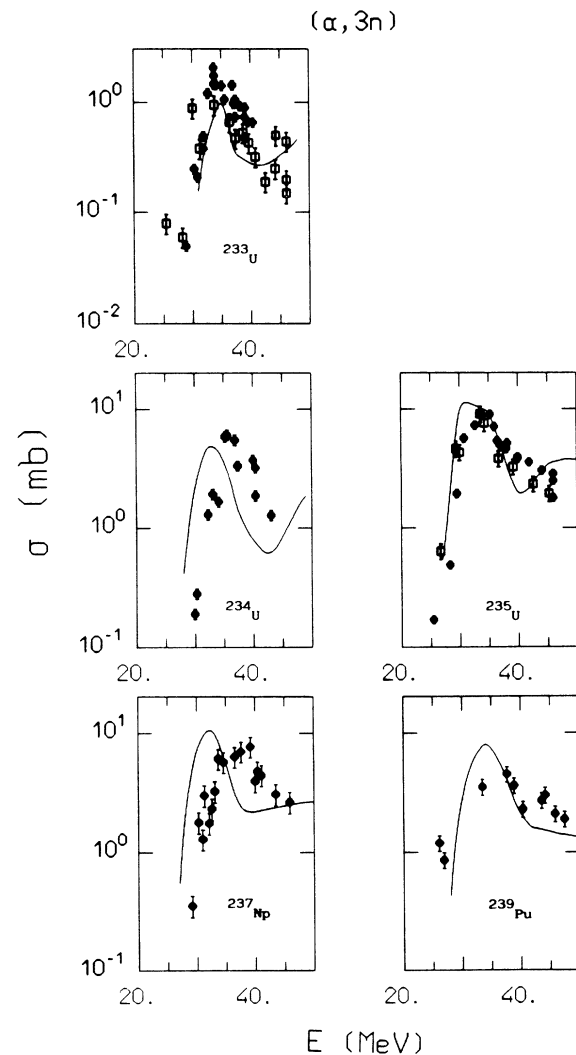 (α,3n)
10⁰
10⁻¹
10⁻²
²³³U
20. 40.
σ (mb)
10¹
10⁰
10⁻¹
²³⁴U
²³⁵U
20. 40. 20. 40.
10¹
10⁰
10⁻¹
²³⁷Np
²³⁹Pu
20. 40. 20. 40.
E (MeV)